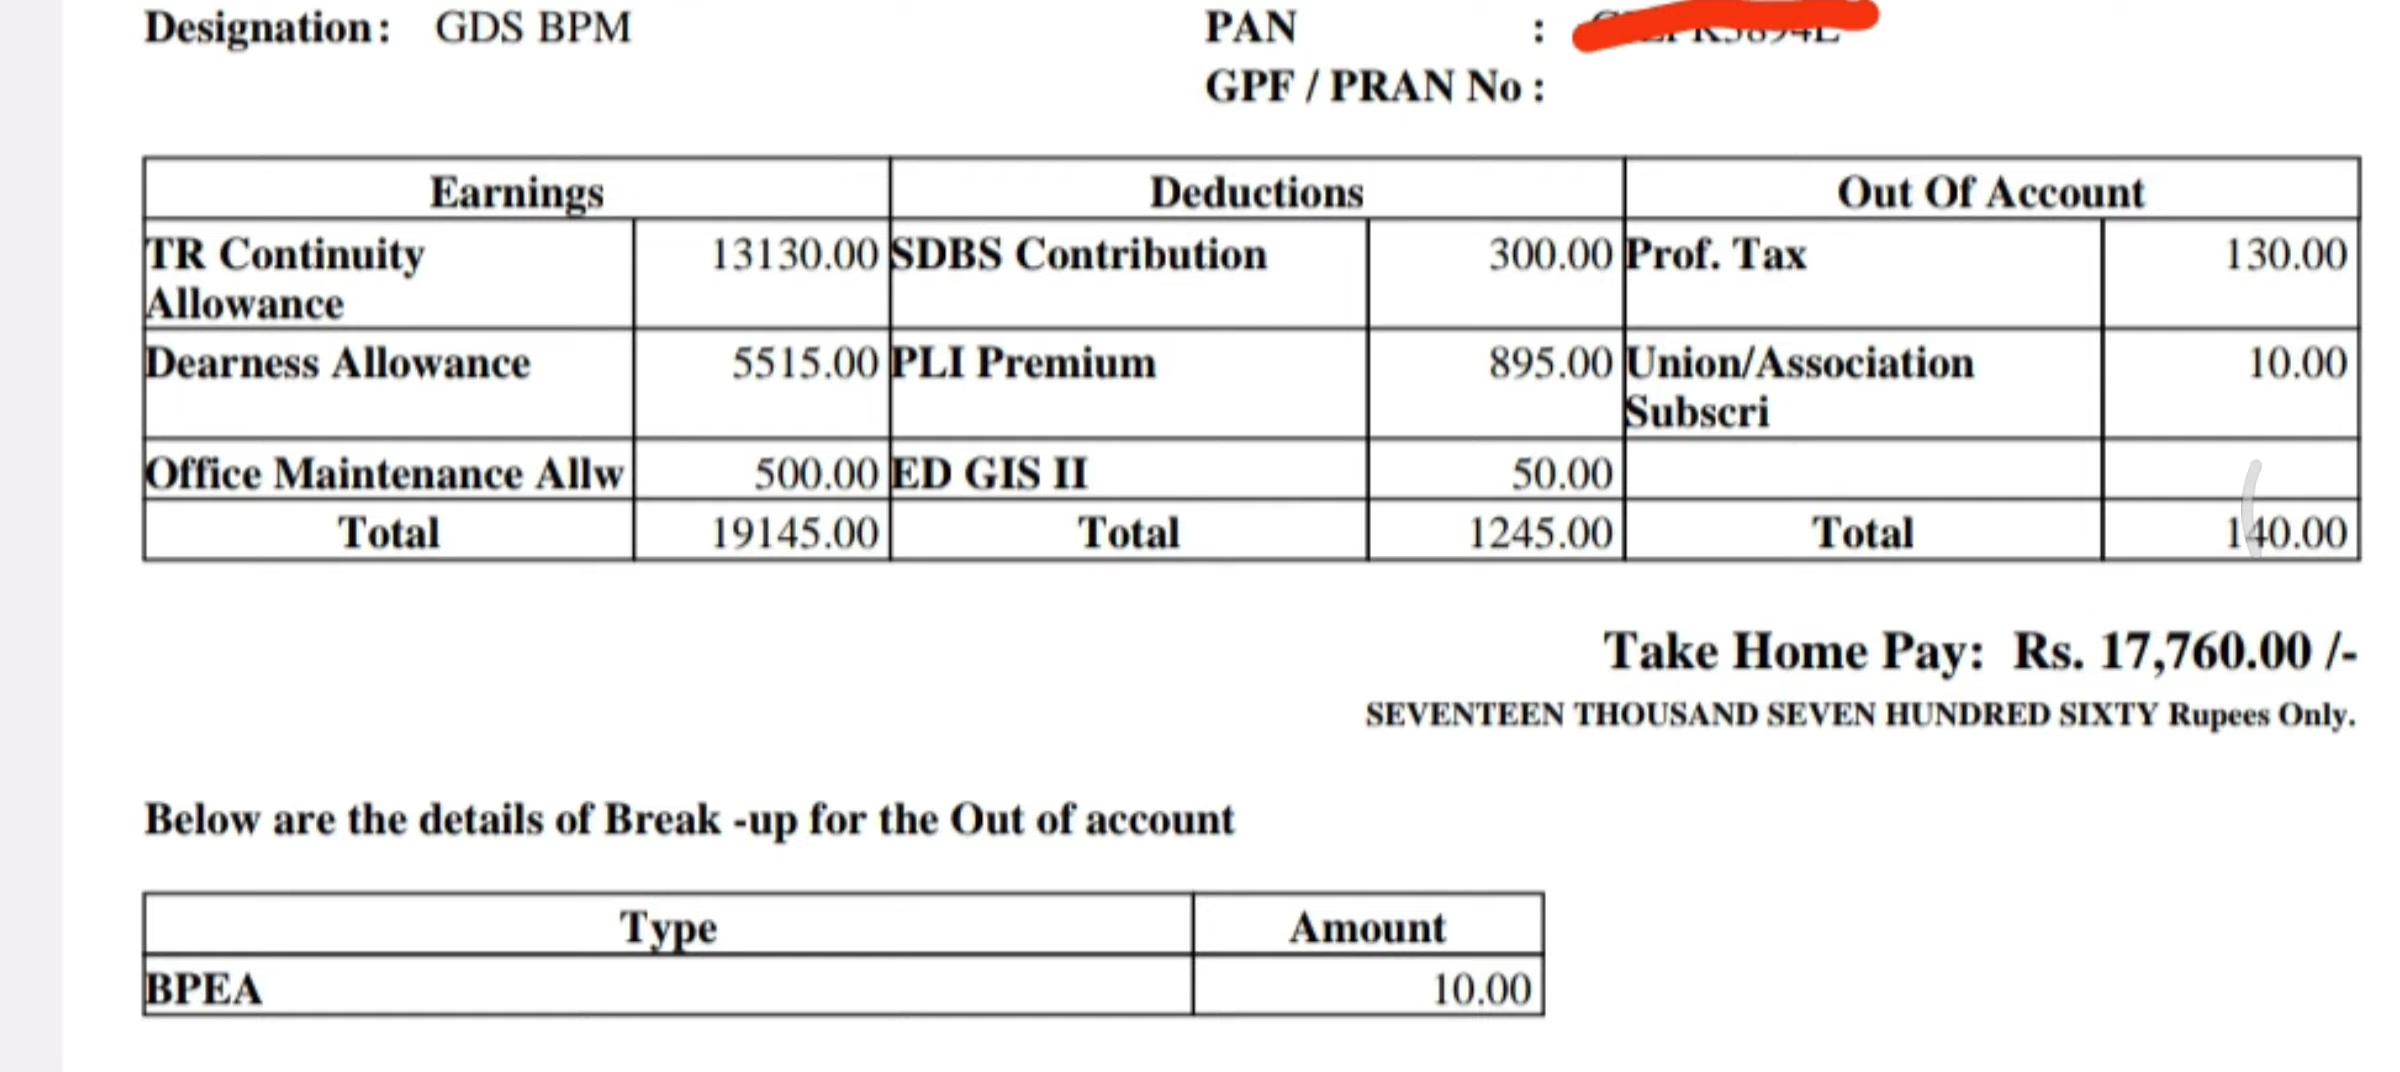 Designation : GDS BPM
PAN :
GPF / PRAN No :
Earnings Deductions Out Of Account
TR Continuity Allowance 13130.00 SDBS Contribution 300.00 Prof. Tax 130.00
Dearness Allowance 5515.00 PLI Premium 895.00 Union/Association Subscri 10.00
Office Maintenance Allw 500.00 ED GIS II 50.00
Total 19145.00 Total 1245.00 Total 140.00
Take Home Pay: Rs. 17,760.00 /-
SEVENTEEN THOUSAND SEVEN HUNDRED SIXTY Rupees Only.
Below are the details of Break -up for the Out of account
Type Amount
BPEA 10.00